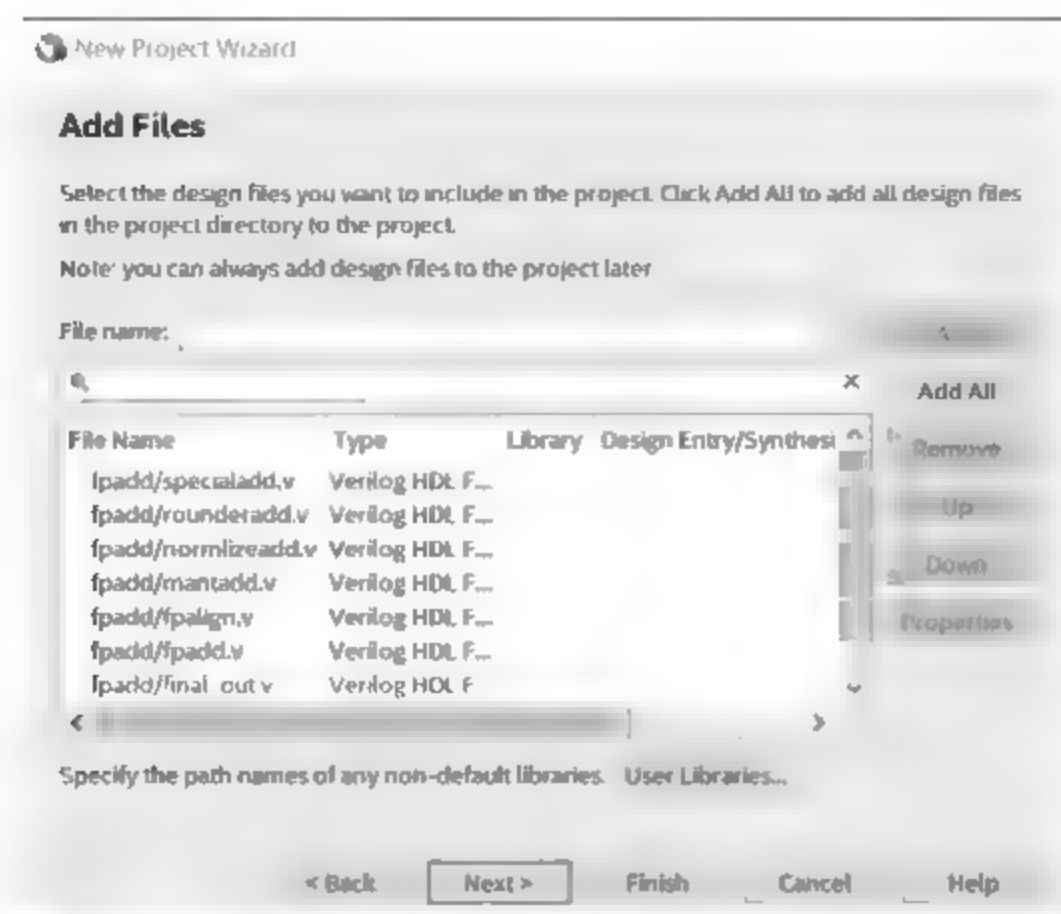 New Project Wizard
Add Files
Select the design files you want to include in the project. Click Add All to add all design files
in the project directory to the project.
Note: you can always add design files to the project later
File name:
Add All
File Name Type Library Design Entry/Synthesi
Remove
fpadd/specialadd.v Verilog HDL F...
fpadd/rounderadd.v Verilog HDL F...
Up
fpadd/normlizeadd.v Verilog HDL F...
Down
fpadd/mantadd.v Verilog HDL F...
fpadd/fpalign.v Verilog HDL F...
Properties
fpadd/fpadd.v Verilog HDL F...
fpadd/final_out.v Verilog HDL F
Specify the path names of any non-default libraries. User Libraries...
< Back Next > Finish Cancel Help